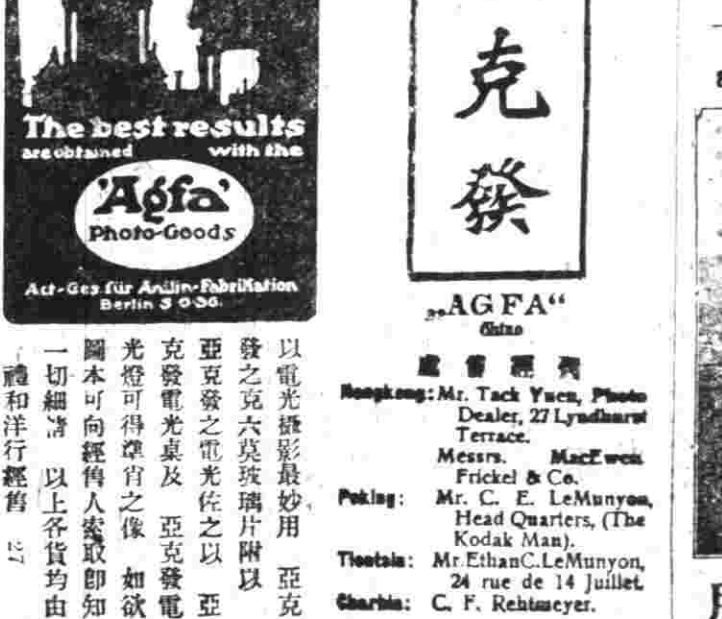 The best results
are obtained with the
'Agfa'
Photo-Goods
Act-Ges für Anilin-Fabrikation
Berlin S O 36.
以電光攝影最妙用 亞克
發之克六莫玻璃片附以
亞克發之電光佐之以 亞
克發電光桌及 亞克發電
光燈可得準肖之像 如欲
圖本可向經售人索取卽知
一切細情 以上各貨均由
禮和洋行經售 27
克發
„AGFA“
Hongkong: Mr. Tack Yuen, Photo
Dealer, 27 Lyndhurst
Terrace.
Messrs. MacEwen
Frickel & Co.
Peking: Mr. C. E. LeMunyon,
Head Quarters, (The
Kodak Man).
Tientsin: Mr. Ethan C. LeMunyon,
24 rue de 14 Juillet.
Charbin: C. F. Rehtmeyer.